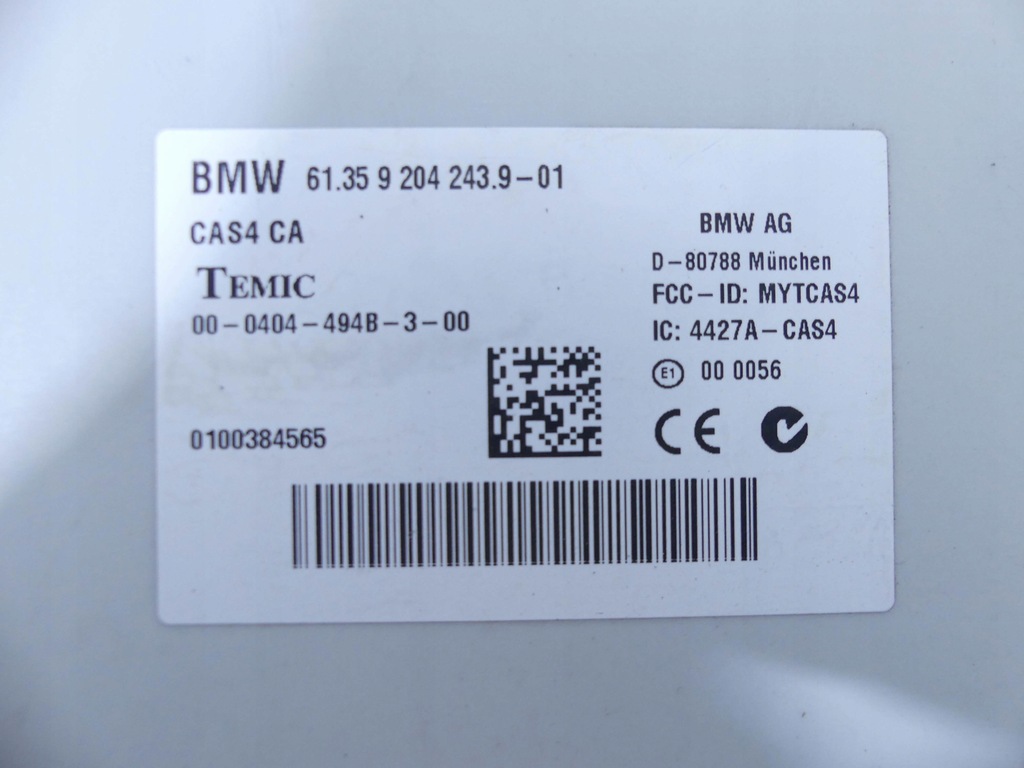 BMW 61.35 9 204 243.9-01
CAS4 CA
TEMIC
00-0404-494B-3-00
0100384565
BMW AG
D-80788 München
FCC-ID: MYTCAS4
IC: 4427A-CAS4
E1 00 0056
CE